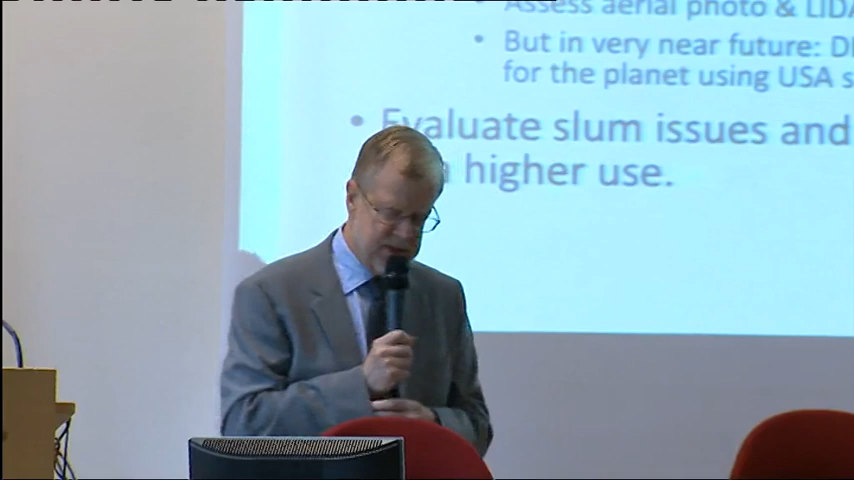 Assess aerial photo &
• But in very near future:
for the planet using USA
• Evaluate slum issues and
higher use.